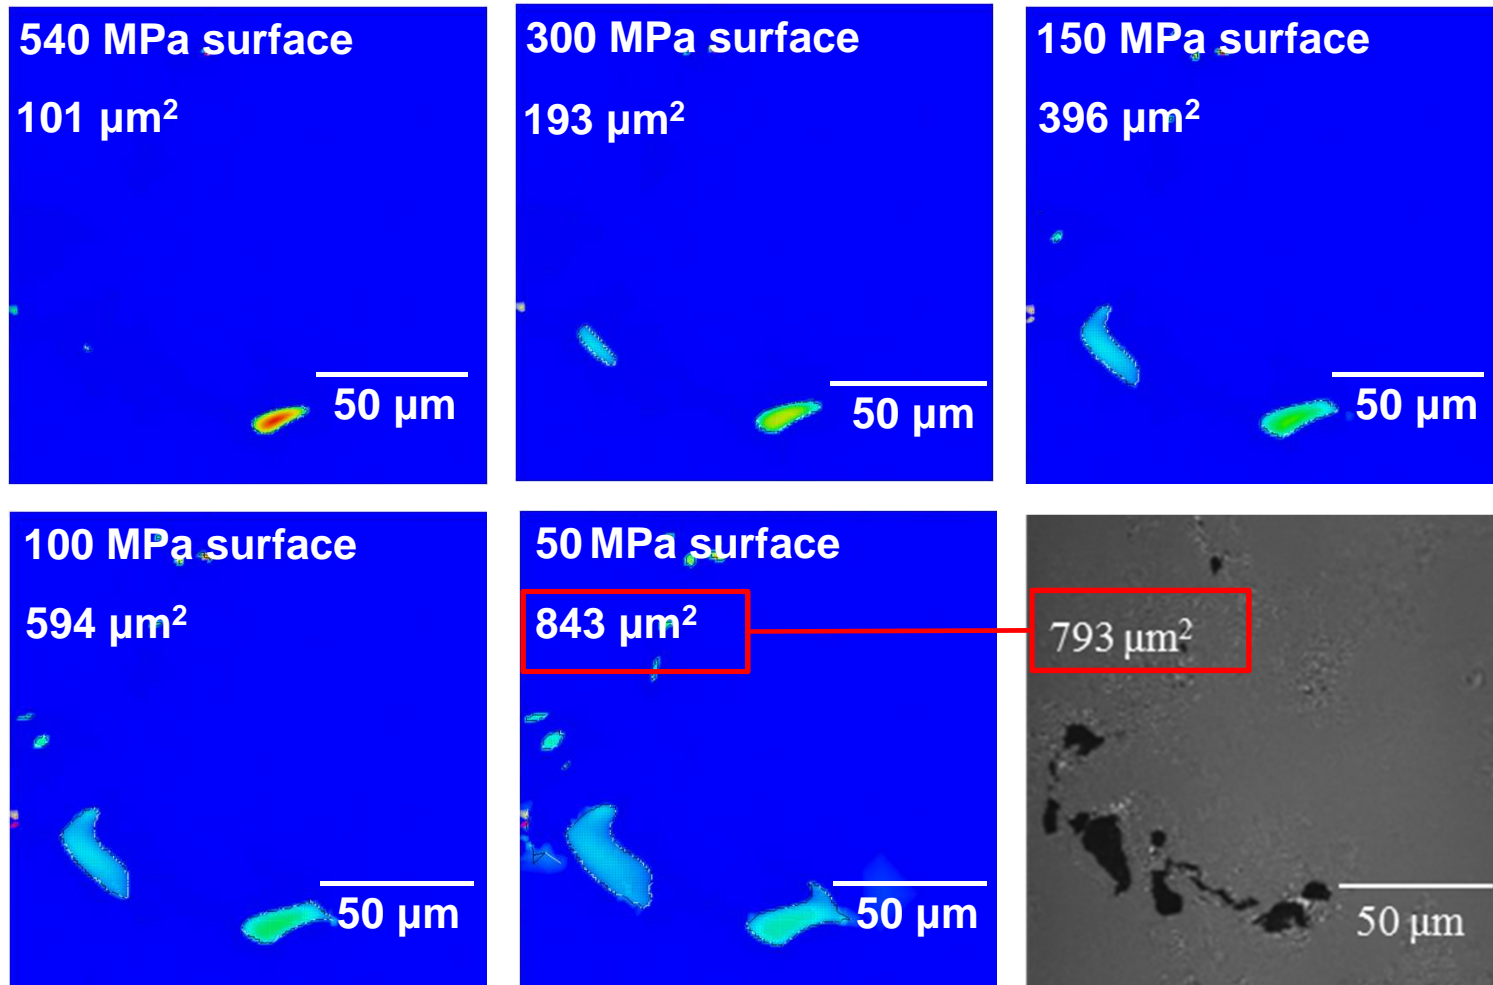 540 MPa surface
101 µm²
50 µm
300 MPa surface
193 µm²
50 µm
150 MPa surface
396 µm²
50 µm
100 MPa surface
594 µm²
50 µm
50 MPa surface
843 µm²
50 µm
793 µm²
50 µm